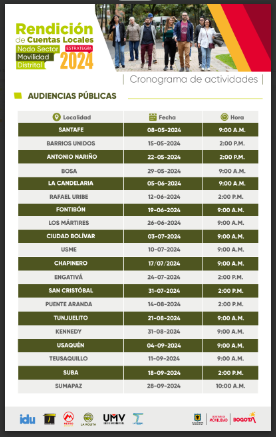 Rendición
de Cuentas Locales
Nodo Sector
Movilidad
Distrital
ESTRATEGIA
2024
| Cronograma de actividades |
AUDIENCIAS PÚBLICAS
Localidad Fecha Hora
SANTAFE 08-05-2024 9:00 A.M.
BARRIOS UNIDOS 15-05-2024 2:00 P.M.
ANTONIO NARIÑO 22-05-2024 2:00 P.M.
BOSA 29-05-2024 9:00 A.M.
LA CANDELARIA 05-06-2024 9:00 A.M.
RAFAEL URIBE 12-06-2024 2:00 P.M.
FONTIBÓN 19-06-2024 9:00 A.M.
LOS MÁRTIRES 26-06-2024 9:00 A.M.
CIUDAD BOLÍVAR 03-07-2024 9:00 A.M.
USME 10-07-2024 9:00 A.M.
CHAPINERO 17/07/2024 9:00 A.M.
ENGATIVÁ 24-07-2024 2:00 P.M.
SAN CRISTÓBAL 31-07-2024 2:00 P.M.
PUENTE ARANDA 14-08-2024 2:00 P.M.
TUNJUELITO 21-08-2024 9:00 A.M.
KENNEDY 31-08-2024 9:00 A.M.
USAQUÉN 04-09-2024 9:00 A.M.
TEUSAQUILLO 11-09-2024 9:00 A.M.
SUBA 18-09-2024 2:00 P.M.
SUMAPAZ 28-09-2024 10:00 A.M.
idu UMV BOGOTÁ